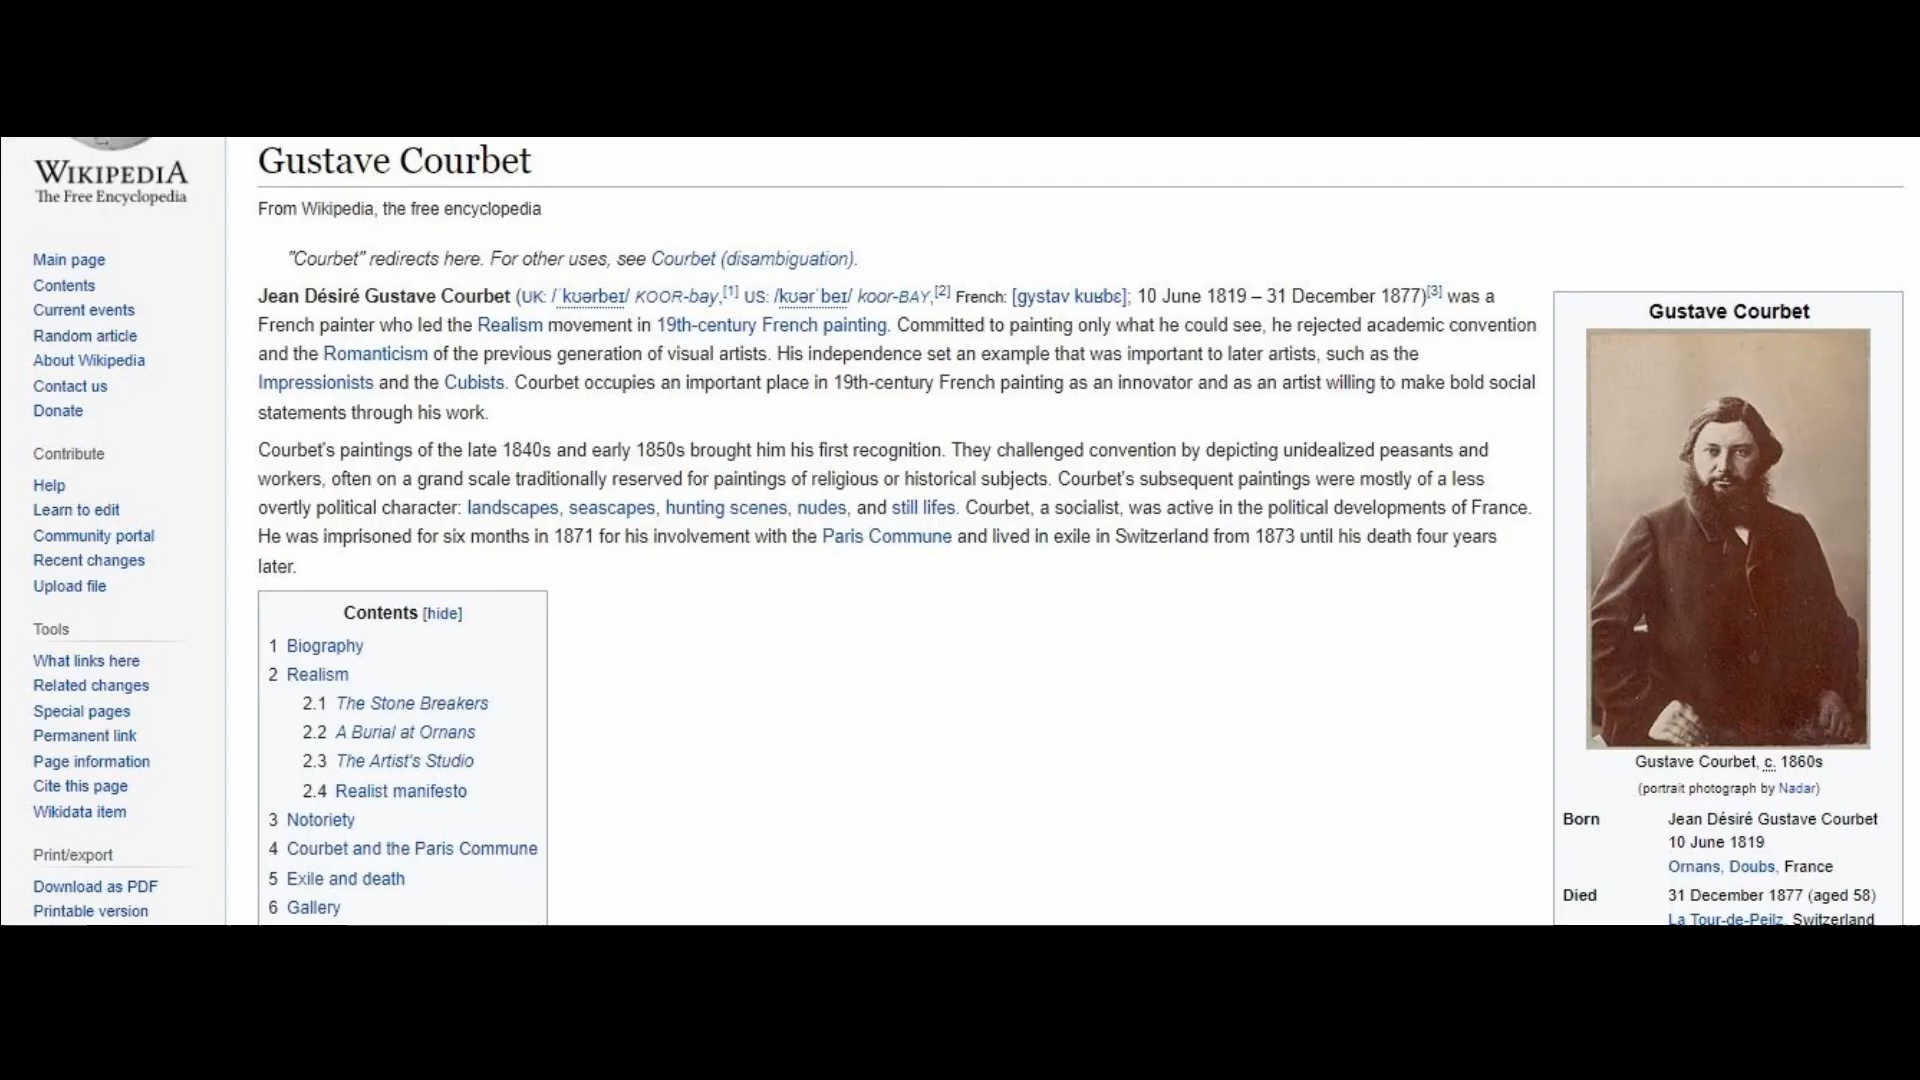 WIKIPEDIA
The Free Encyclopedia
Main page
Contents
Current events
Random article
About Wikipedia
Contact us
Donate
Contribute
Help
Learn to edit
Community portal
Recent changes
Upload file
Tools
What links here
Related changes
Special pages
Permanent link
Page information
Cite this page
Wikidata item
Print/export
Download as PDF
Printable version
Gustave Courbet
From Wikipedia, the free encyclopedia
"Courbet" redirects here. For other uses, see Courbet (disambiguation).
Jean Désiré Gustave Courbet (UK: /ˈkʊərbeɪ/ KOOR-bay,[1] US: /kʊərˈbeɪ/ koor-BAY,[2] French: [ɡystav kuʁbɛ]; 10 June 1819 – 31 December 1877)[3] was a
French painter who led the Realism movement in 19th-century French painting. Committed to painting only what he could see, he rejected academic convention
and the Romanticism of the previous generation of visual artists. His independence set an example that was important to later artists, such as the
Impressionists and the Cubists. Courbet occupies an important place in 19th-century French painting as an innovator and as an artist willing to make bold social
statements through his work.
Courbet's paintings of the late 1840s and early 1850s brought him his first recognition. They challenged convention by depicting unidealized peasants and
workers, often on a grand scale traditionally reserved for paintings of religious or historical subjects. Courbet's subsequent paintings were mostly of a less
overtly political character: landscapes, seascapes, hunting scenes, nudes, and still lifes. Courbet, a socialist, was active in the political developments of France.
He was imprisoned for six months in 1871 for his involvement with the Paris Commune and lived in exile in Switzerland from 1873 until his death four years
later.
Contents [hide]
1 Biography
2 Realism
2.1 The Stone Breakers
2.2 A Burial at Ornans
2.3 The Artist's Studio
2.4 Realist manifesto
3 Notoriety
4 Courbet and the Paris Commune
5 Exile and death
6 Gallery
Gustave Courbet
Gustave Courbet, c. 1860s
(portrait photograph by Nadar)
Born Jean Désiré Gustave Courbet
10 June 1819
Ornans, Doubs, France
Died 31 December 1877 (aged 58)
La Tour-de-Peilz, Switzerland